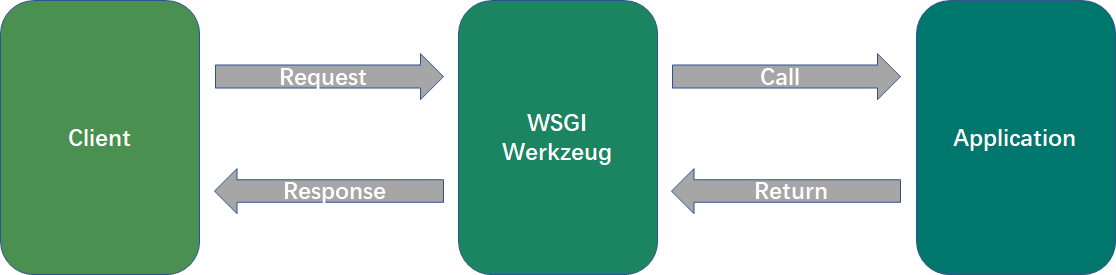 Client
Request
Response
WSGI
Werkzeug
Call
Return
Application